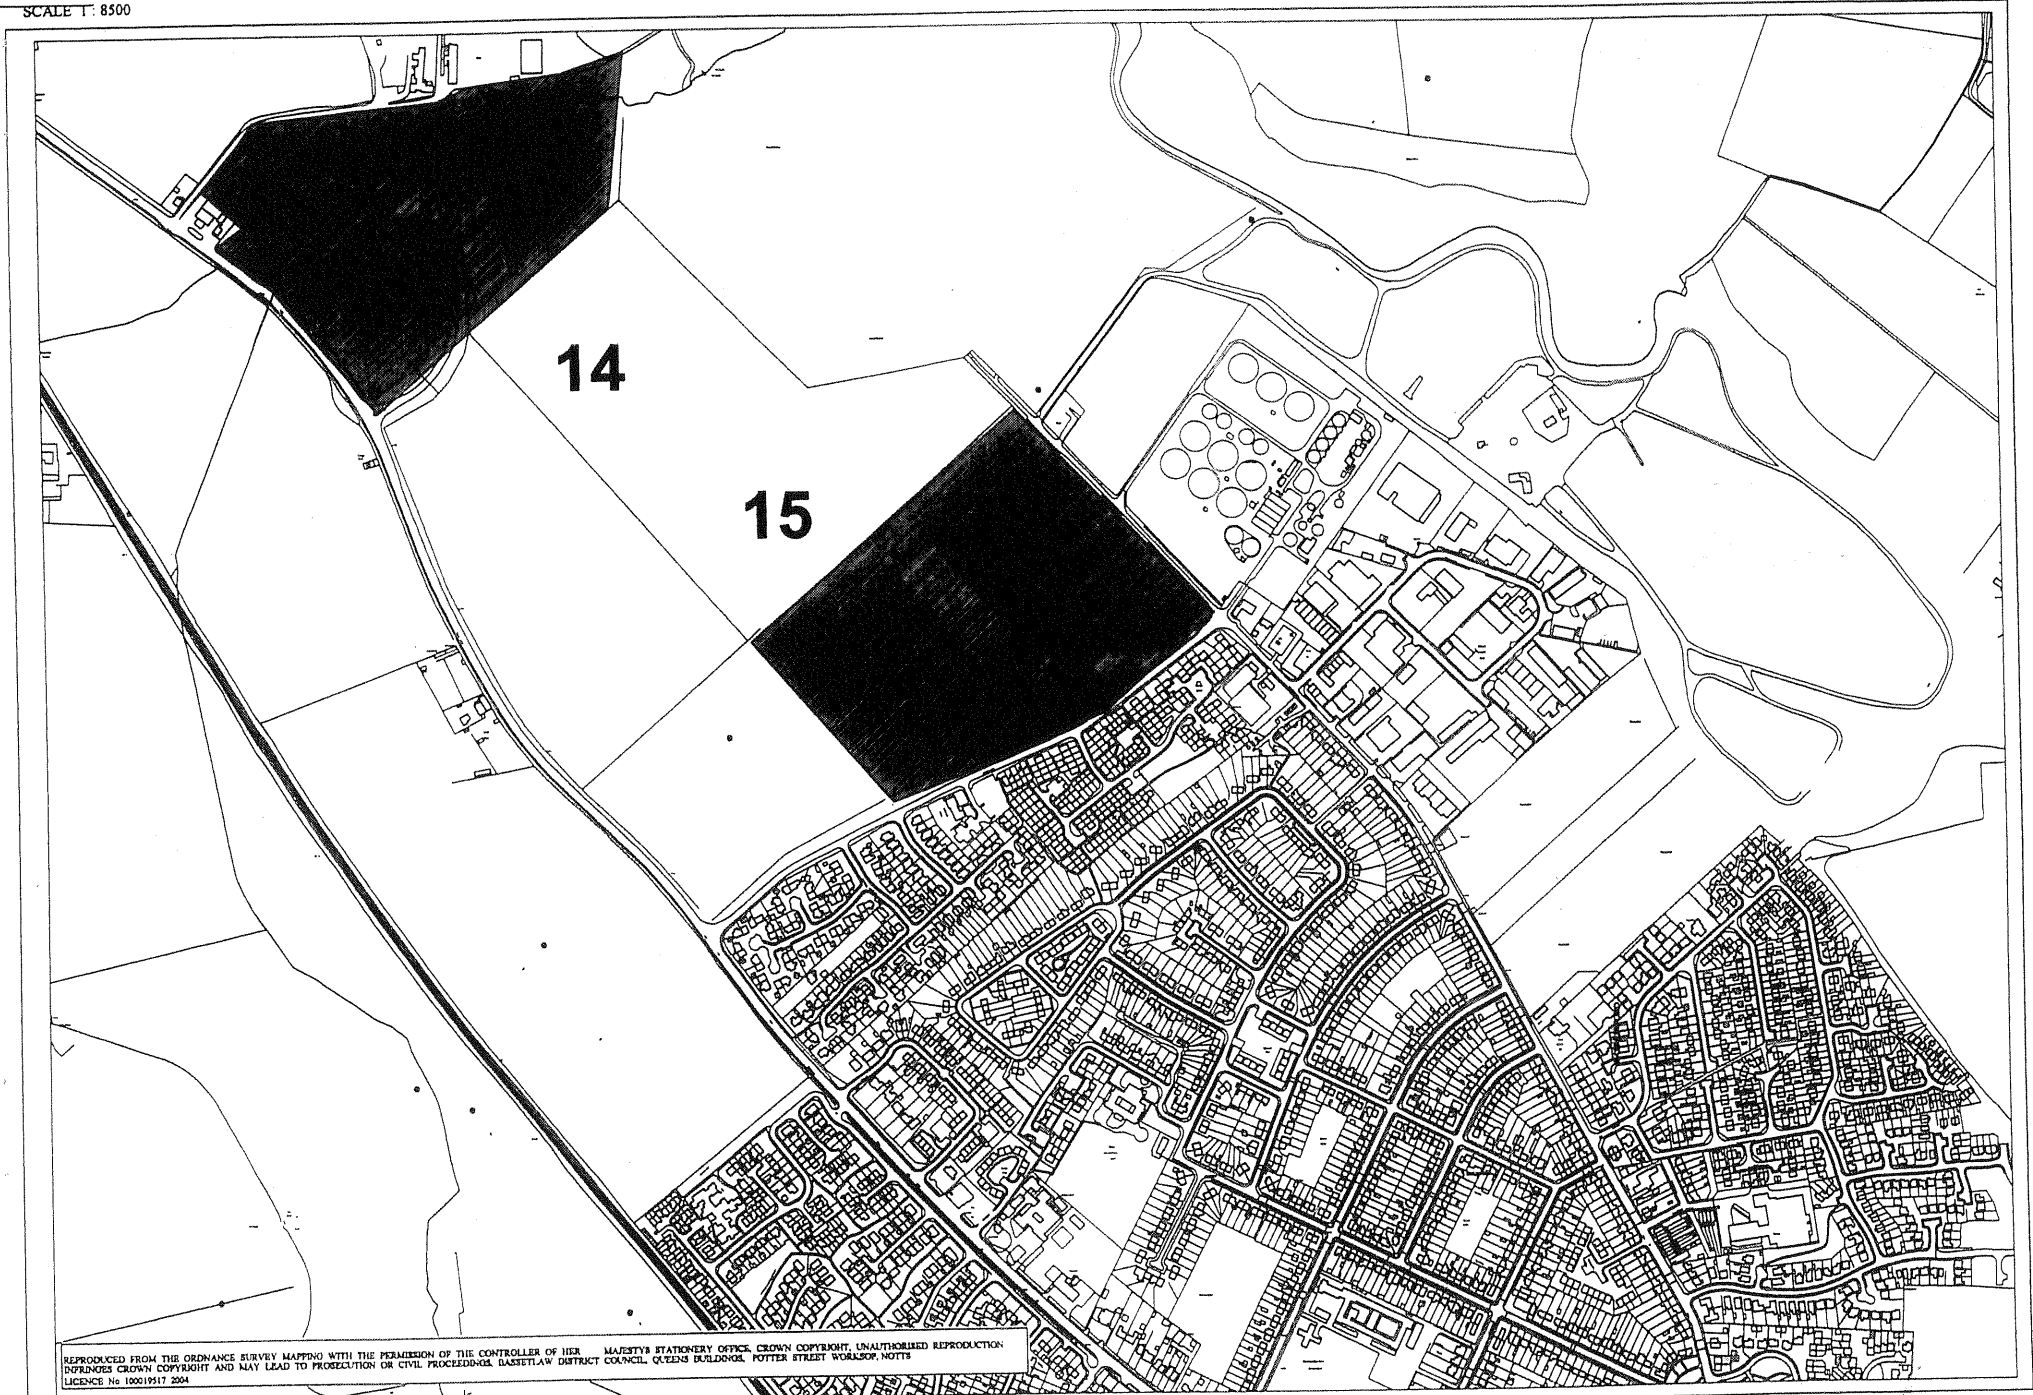 SCALE 1 : 8500
14
15
REPRODUCED FROM THE ORDNANCE SURVEY MAPPING WITH THE PERMISSION OF THE CONTROLLER OF HER MAJESTY'S STATIONERY OFFICE, CROWN COPYRIGHT, UNAUTHORISED REPRODUCTION
INFRINGES CROWN COPYRIGHT AND MAY LEAD TO PROSECUTION OR CIVIL PROCEEDINGS. BASSETLAW DISTRICT COUNCIL, QUEENS BUILDINGS, POTTER STREET WORKSOP, NOTTS
LICENCE No 100019517 2004